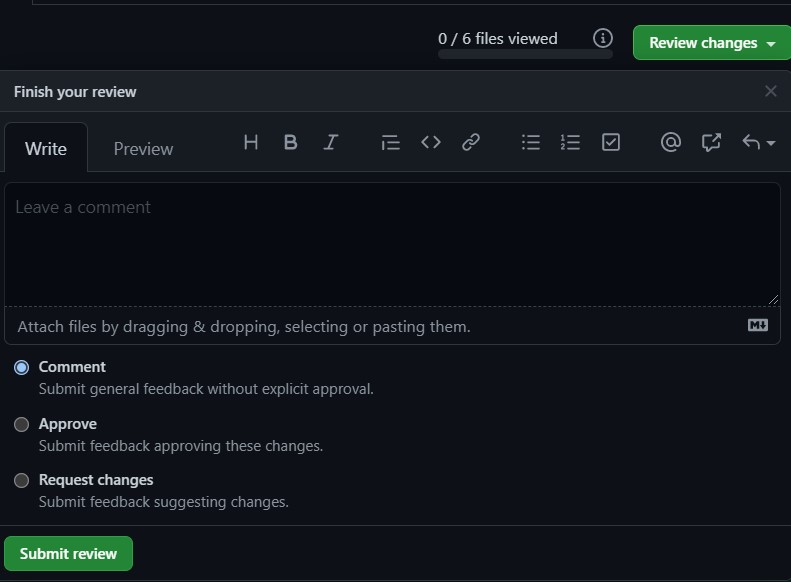 0 / 6 files viewed
Review changes
Finish your review
Write
Preview
Leave a comment
Attach files by dragging & dropping, selecting or pasting them.
Comment
Submit general feedback without explicit approval.
Approve
Submit feedback approving these changes.
Request changes
Submit feedback suggesting changes.
Submit review